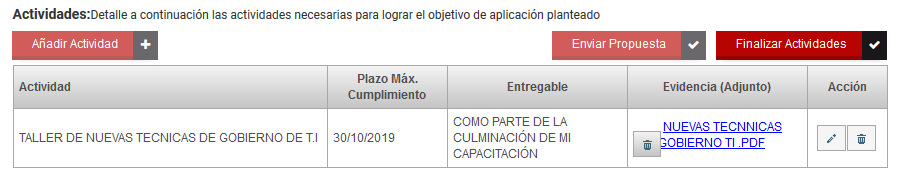 Actividades:Detalle a continuación las actividades necesarias para lograr el objetivo de aplicación planteado
Añadir Actividad
Enviar Propuesta
Finalizar Actividades
Actividad
Plazo Máx.
Cumplimiento
Entregable
Evidencia (Adjunto)
Acción
TALLER DE NUEVAS TECNICAS DE GOBIERNO DE T.I
30/10/2019
COMO PARTE DE LA
CULMINACIÓN DE MI
CAPACITACIÓN
NUEVAS TECNNICAS
GOBIERNO TI .PDF